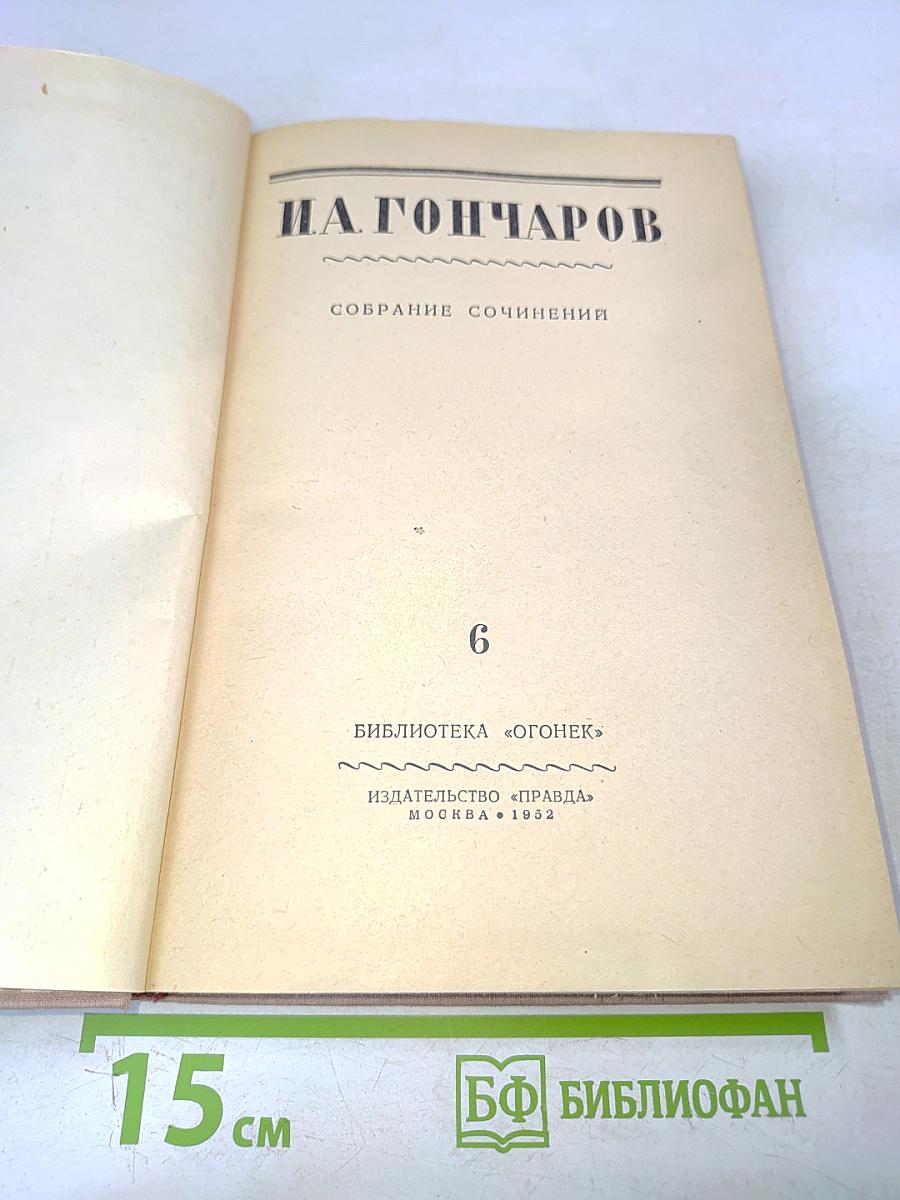 И.А.ГОНЧАРОВ
СОБРАНИЕ СОЧИНЕНИЙ
6
БИБЛИОТЕКА «ОГОНЕК»
ИЗДАТЕЛЬСТВО «ПРАВДА»
МОСКВА • 1952
15 см
БФ БИБЛИОФАН